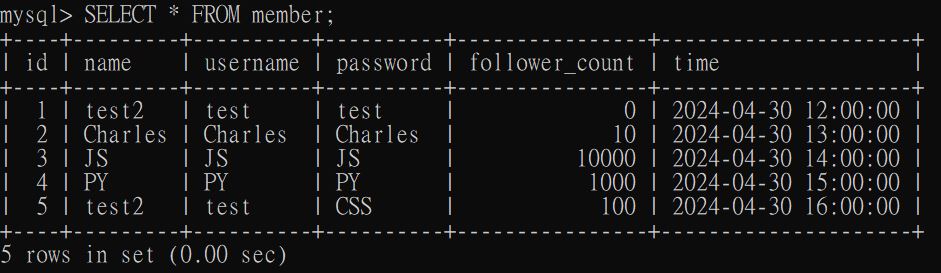 mysql> SELECT * FROM member;
+----+---------+----------+----------+----------------+---------------------+
| id | name    | username | password | follower_count | time                |
+----+---------+----------+----------+----------------+---------------------+
|  1 | test2   | test     | test     |              0 | 2024-04-30 12:00:00 |
|  2 | Charles | Charles  | Charles  |             10 | 2024-04-30 13:00:00 |
|  3 | JS      | JS       | JS       |          10000 | 2024-04-30 14:00:00 |
|  4 | PY      | PY       | PY       |           1000 | 2024-04-30 15:00:00 |
|  5 | test2   | test     | CSS      |            100 | 2024-04-30 16:00:00 |
+----+---------+----------+----------+----------------+---------------------+
5 rows in set (0.00 sec)